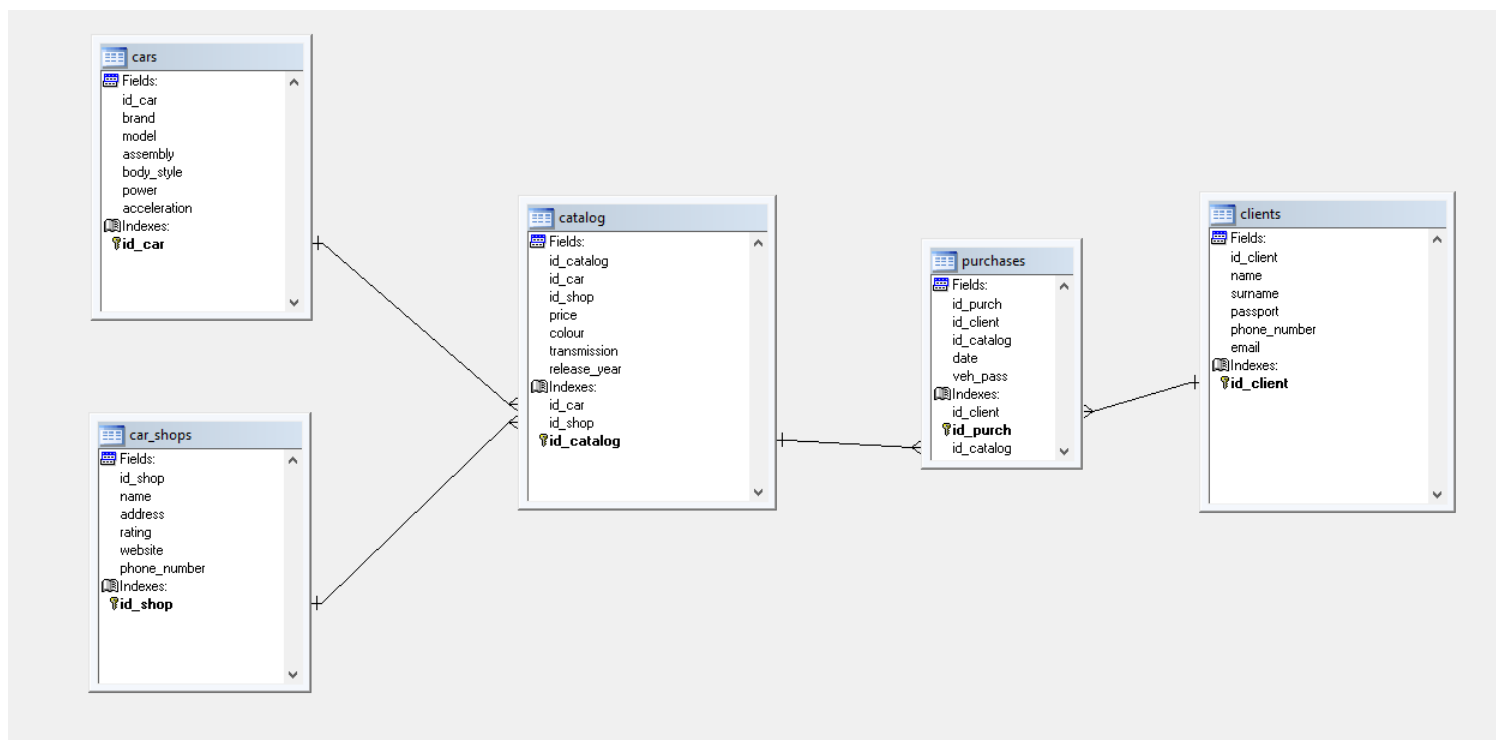 cars
Fields:
id_car
brand
model
assembly
body_style
power
acceleration
Indexes:
id_car
car_shops
Fields:
id_shop
name
address
rating
website
phone_number
Indexes:
id_shop
catalog
Fields:
id_catalog
id_car
id_shop
price
colour
transmission
release_year
Indexes:
id_car
id_shop
id_catalog
purchases
Fields:
id_purch
id_client
id_catalog
date
veh_pass
Indexes:
id_client
id_purch
id_catalog
clients
Fields:
id_client
name
surname
passport
phone_number
email
Indexes:
id_client